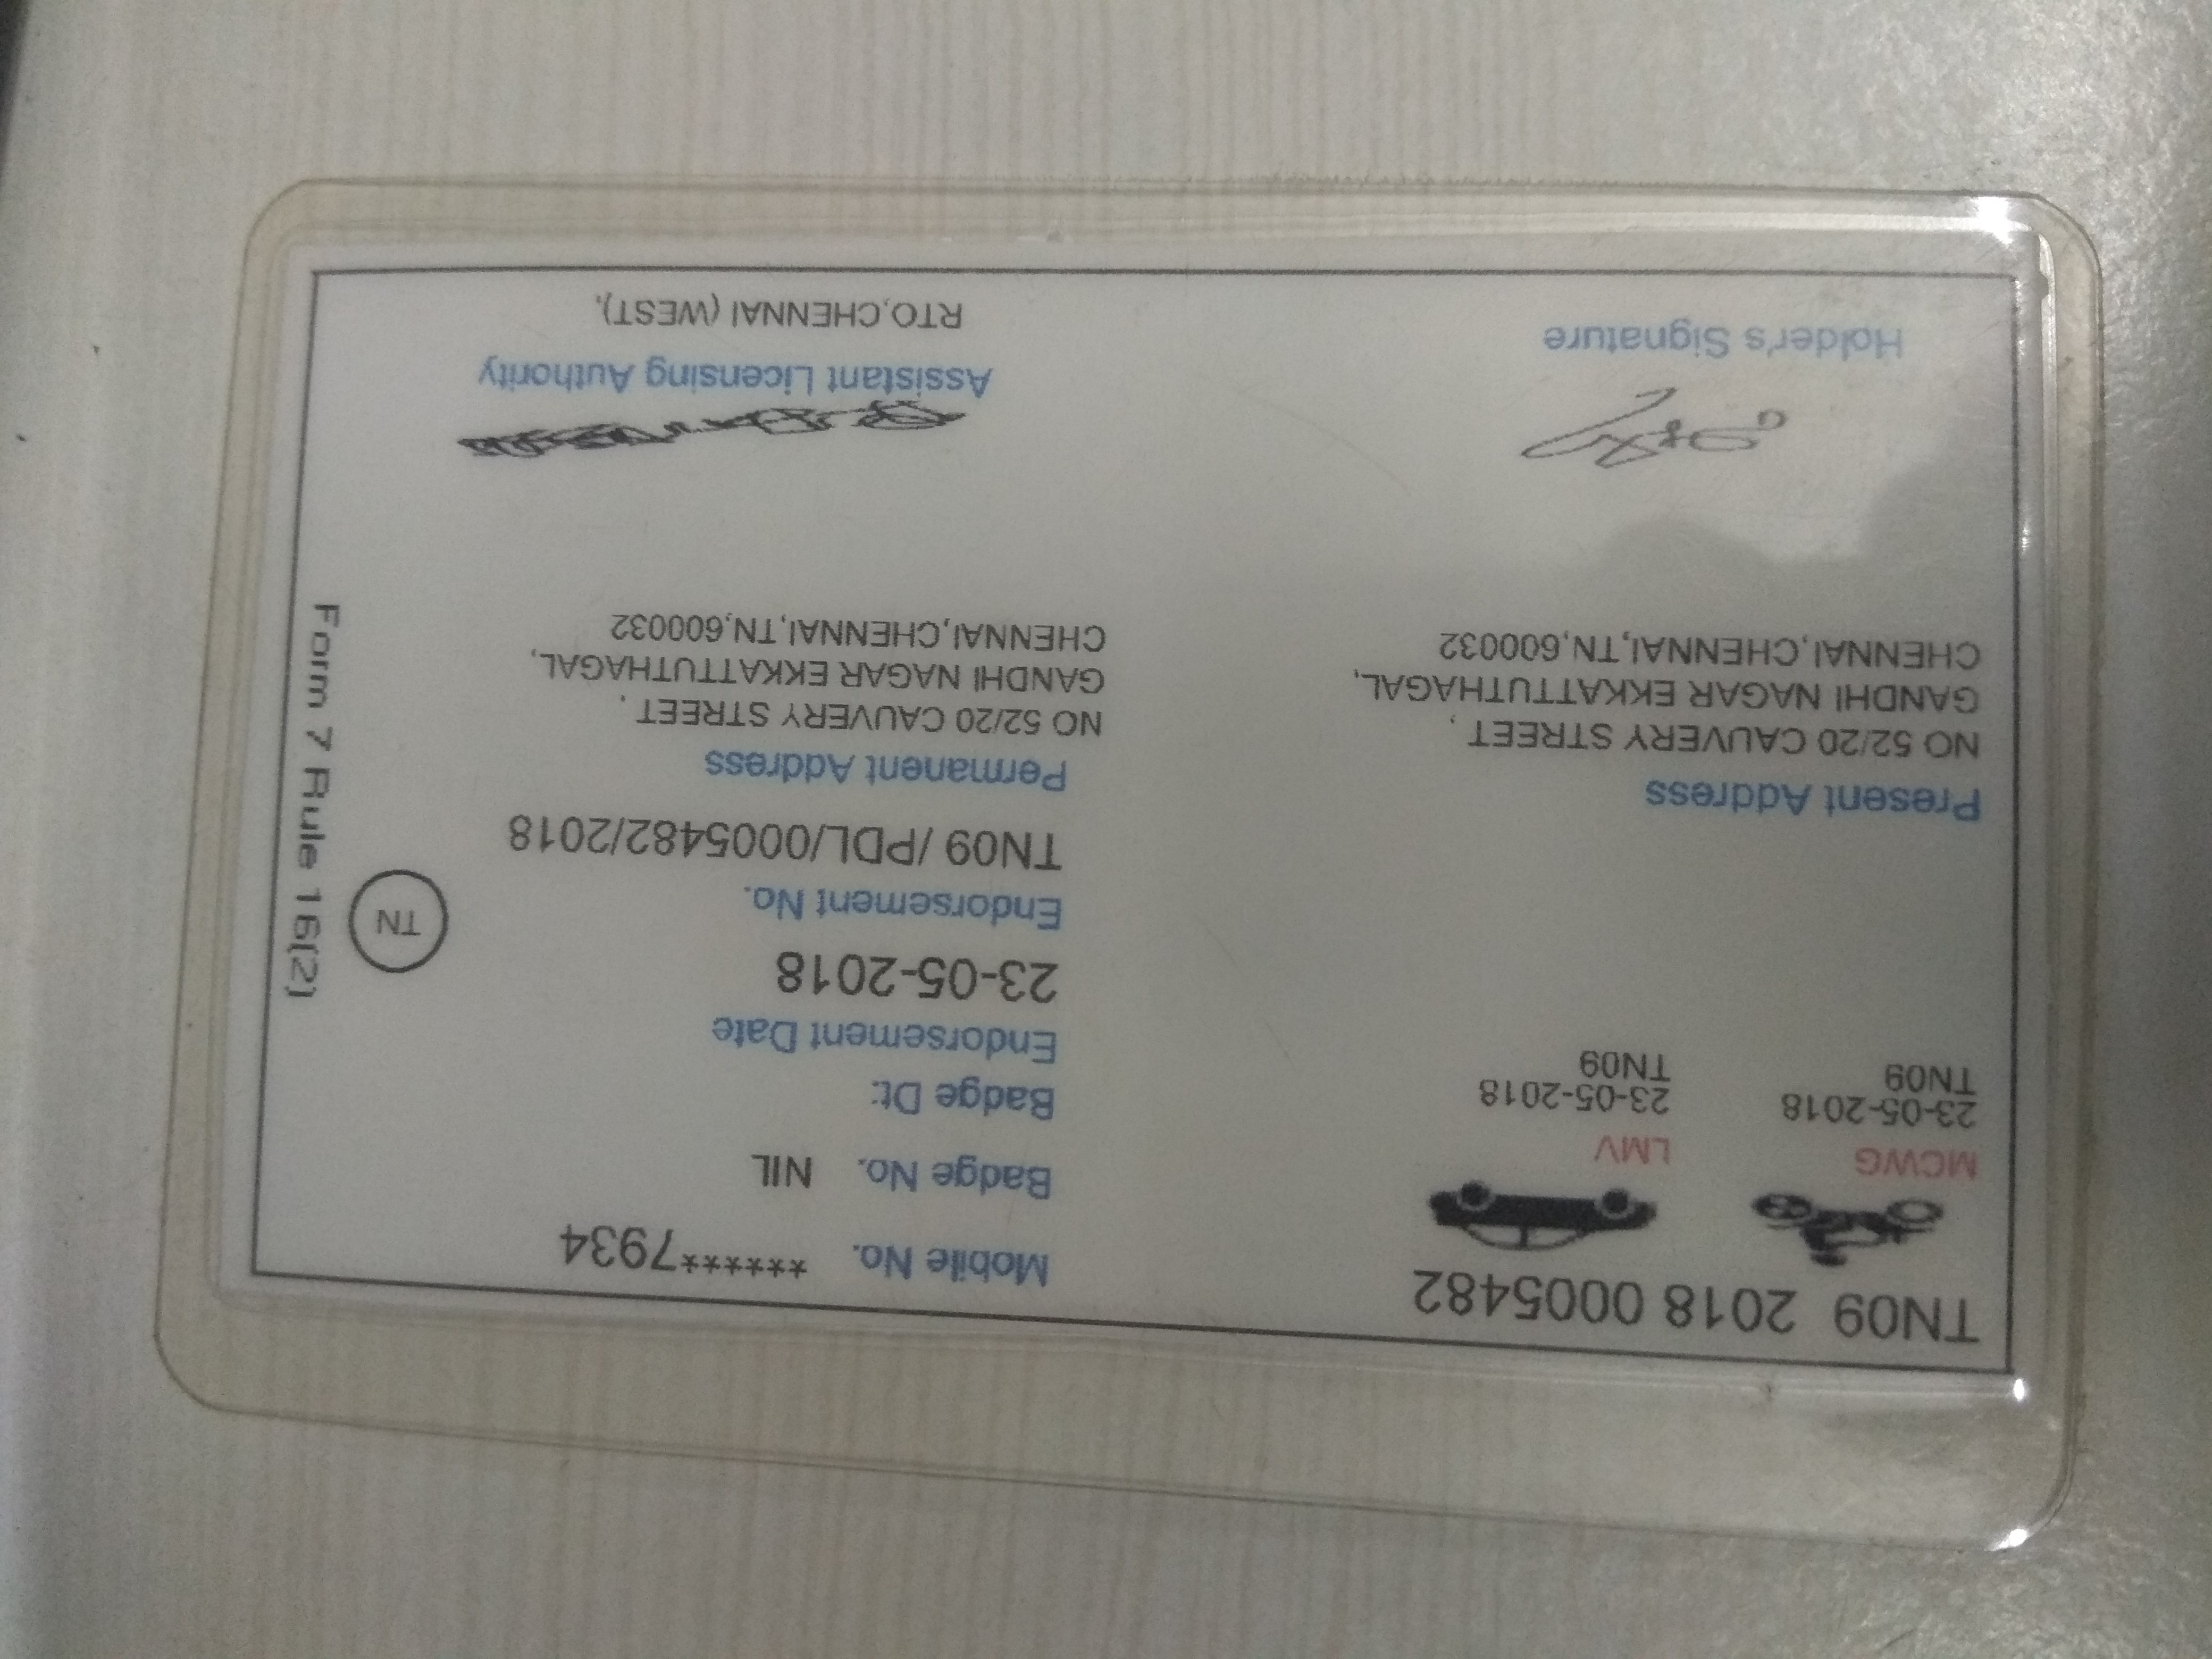 TN09 2018 0005482
MCWG
23-05-2018
TN09
LMV
23-05-2018
TN09
Present Address
NO 52/20 CAUVERY STREET ,
GANDHI NAGAR EKKATTUTHAGAL,
CHENNAI,CHENNAI,TN,600032
Holder's Signature
Mobile No. ******7934
Badge No. NIL
Badge Dt:
Endorsement Date
23-05-2018
Endorsement No.
TN09 /PDL/0005482/2018
Permanent Address
NO 52/20 CAUVERY STREET ,
GANDHI NAGAR EKKATTUTHAGAL,
CHENNAI,CHENNAI,TN,600032
Assistant Licensing Authority
RTO,CHENNAI (WEST),
TN
Form 7 Rule 16(2)